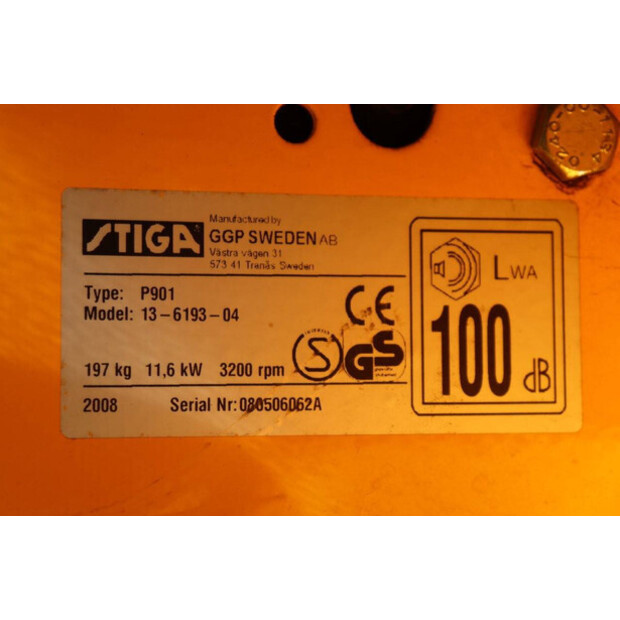 STIGA
Manufactured by
GGP SWEDEN AB
Västra vägen 31
573 41 Tranås Sweden
Type: P901
Model: 13-6193-04
197 kg 11,6 kW 3200 rpm
2008 Serial Nr: 080506062A
CE
S
GS
LWA
100 dB